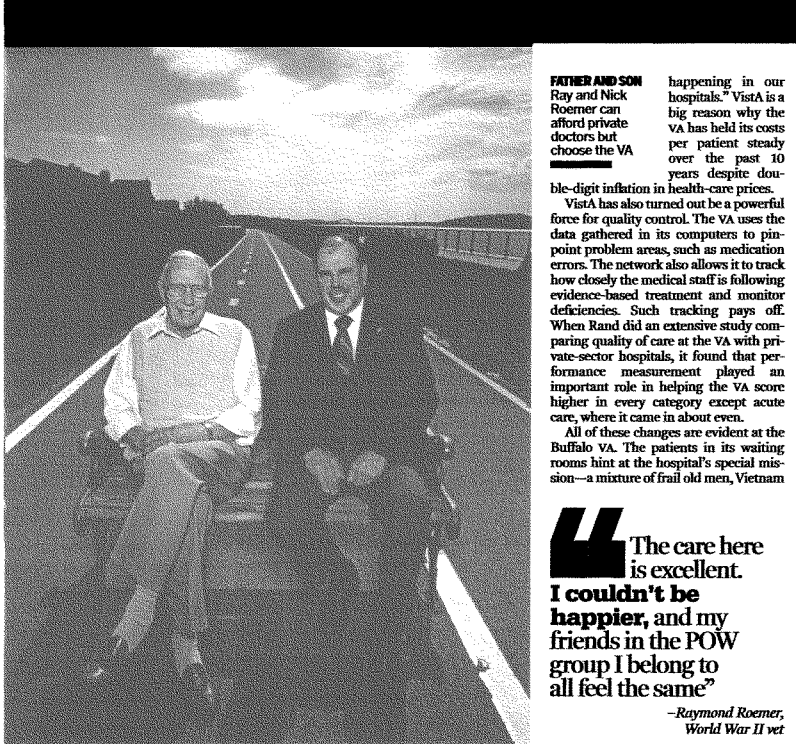 FATHER AND SON
Ray and Nick
Roemer can
afford private
doctors but
choose the VA
happening in our
hospitals.” VistA is a
big reason why the
VA has held its costs
per patient steady
over the past 10
years despite dou-
ble-digit inflation in health-care prices.
VistA has also turned out be a powerful
force for quality control. The VA uses the
data gathered in its computers to pin-
point problem areas, such as medication
errors. The network also allows it to track
how closely the medical staff is following
evidence-based treatment and monitor
deficiencies. Such tracking pays off.
When Rand did an extensive study com-
paring quality of care at the VA with pri-
vate-sector hospitals, it found that per-
formance measurement played an
important role in helping the VA score
higher in every category except acute
care, where it came in about even.
All of these changes are evident at the
Buffalo VA. The patients in its waiting
rooms hint at the hospital’s special mis-
sion—a mixture of frail old men, Vietnam
“The care here
is excellent.
I couldn’t be
happier, and my
friends in the POW
group I belong to
all feel the same”
–Raymond Roemer,
World War II vet